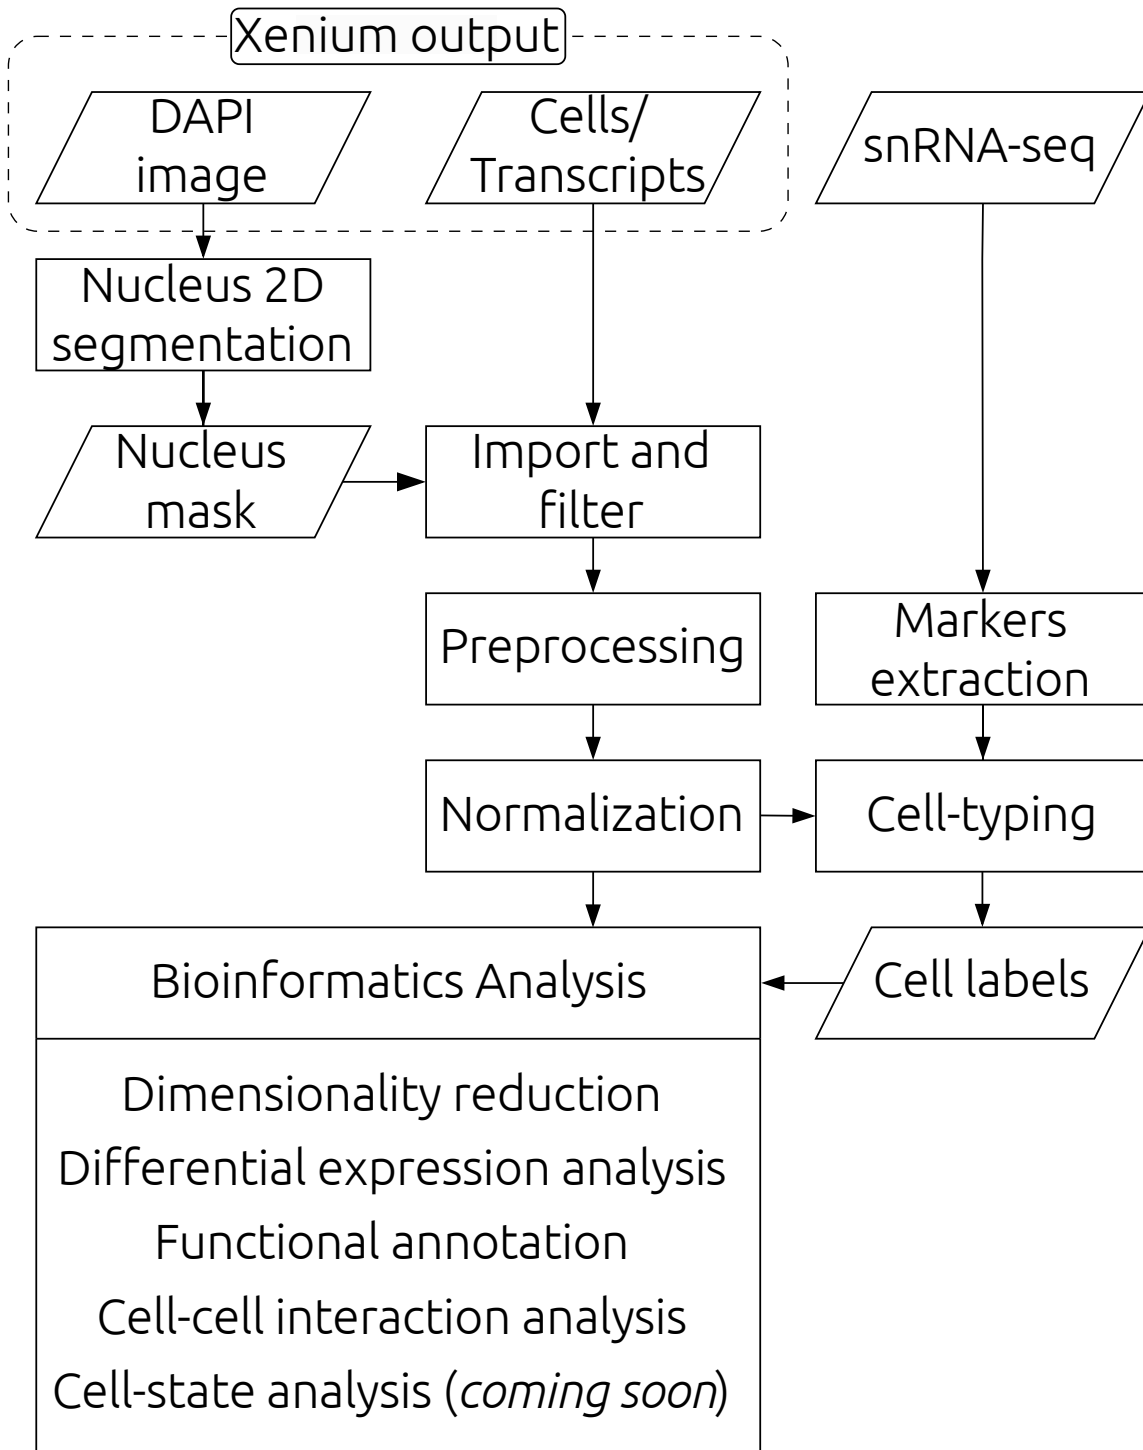 Xenium output
DAPI
image
Cells/
Transcripts
snRNA-seq
Nucleus 2D
segmentation
Nucleus
mask
Import and
filter
Preprocessing
Markers
extraction
Normalization
Cell-typing
Bioinformatics Analysis
Cell labels
Dimensionality reduction
Differential expression analysis
Functional annotation
Cell-cell interaction analysis
Cell-state analysis (coming soon)